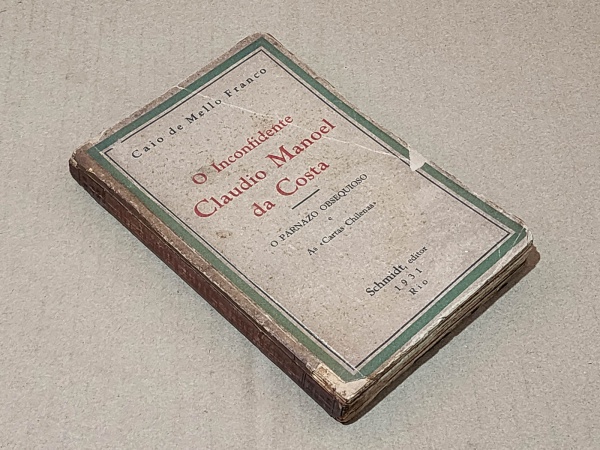 Caio de Mello Franco
O Inconfidente
Claudio Manoel
da Costa
O PARNAZO OBSEQUIOSO
e
As «Cartas Chilenas»
Schmidt, editor
1931
Rio